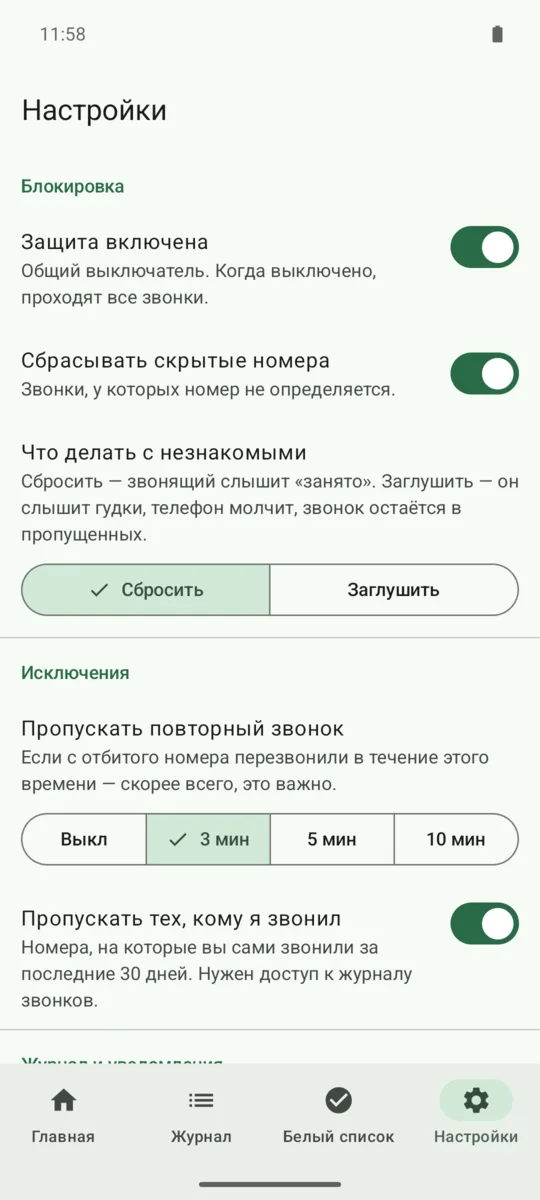 11:58
Настройки
Блокировка
Защита включена
Общий выключатель. Когда выключено,
проходят все звонки.
Сбрасывать скрытые номера
Звонки, у которых номер не определяется.
Что делать с незнакомыми
Сбросить — звонящий слышит «занято». Заглушить — он
слышит гудки, телефон молчит, звонок остаётся в
пропущенных.
Сбросить
Заглушить
Исключения
Пропускать повторный звонок
Если с отбитого номера перезвонили в течение этого
времени — скорее всего, это важно.
Выкл
3 мин
5 мин
10 мин
Пропускать тех, кому я звонил
Номера, на которые вы сами звонили за
последние 30 дней. Нужен доступ к журналу
звонков.
Журнал и уведомления
Главная
Журнал
Белый список
Настройки